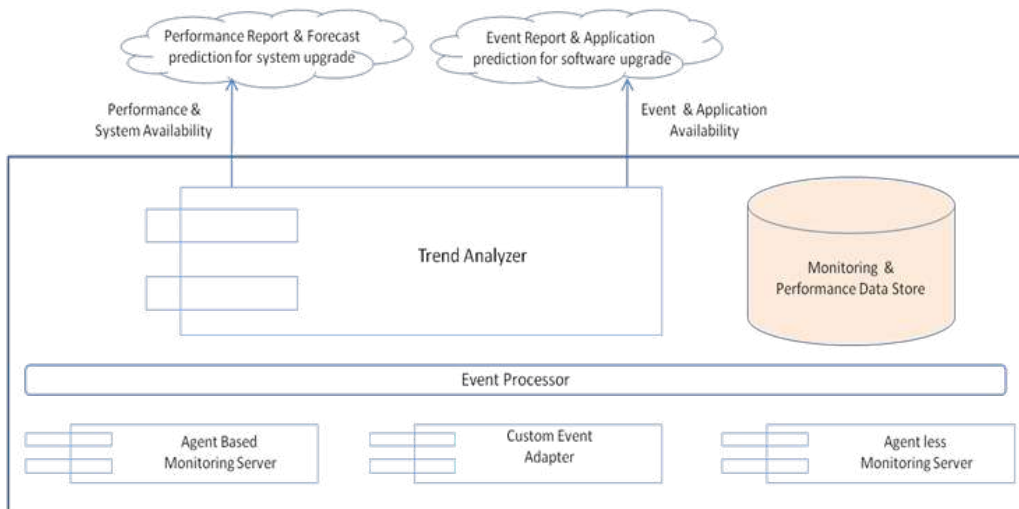 Performance Report & Forecast
prediction for system upgrade
Event Report & Application
prediction for software upgrade
Performance &
System Availability
Event & Application
Availability
Trend Analyzer
Monitoring &
Performance Data Store
Event Processor
Agent Based
Monitoring Server
Custom Event
Adapter
Agent less
Monitoring Server